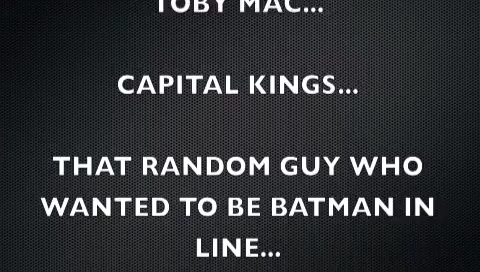 TOBY MAC...
CAPITAL KINGS...
THAT RANDOM GUY WHO
WANTED TO BE BATMAN IN
LINE...